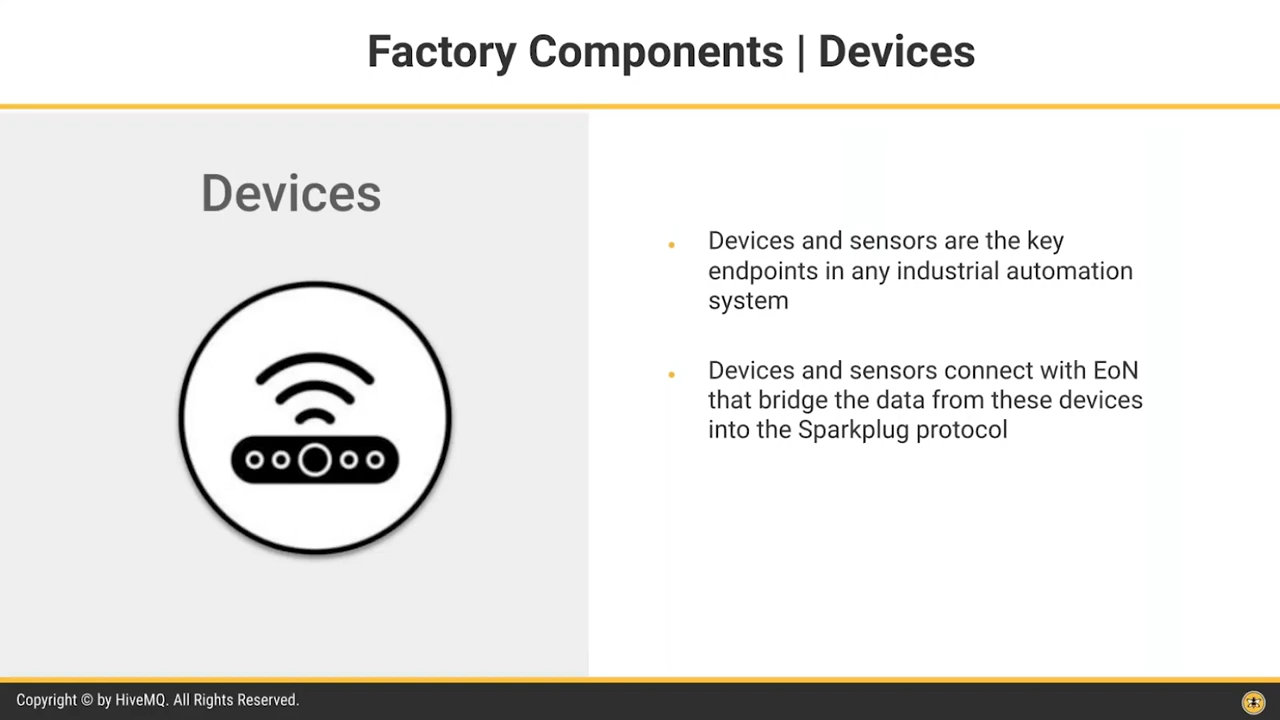 Factory Components | Devices
Devices
Devices and sensors are the key
endpoints in any industrial automation
system
Devices and sensors connect with EoN
that bridge the data from these devices
into the Sparkplug protocol
Copyright © by HiveMQ. All Rights Reserved.